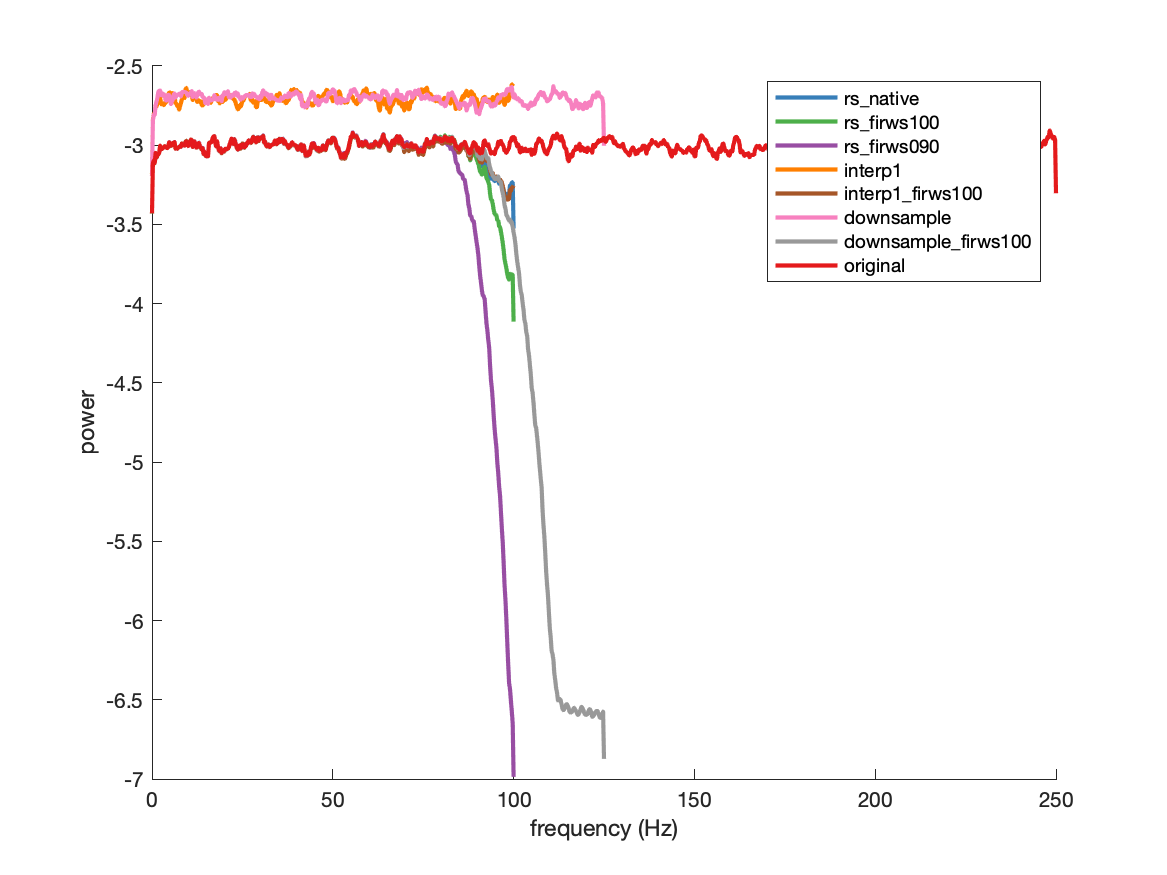 -2.5
-3
-3.5
-4
-4.5
-5
-5.5
-6
-6.5
-7
power
0
50
100
150
200
250
frequency (Hz)
rs_native
rs_firws100
rs_firws090
interp1
interp1_firws100
downsample
downsample_firws100
original